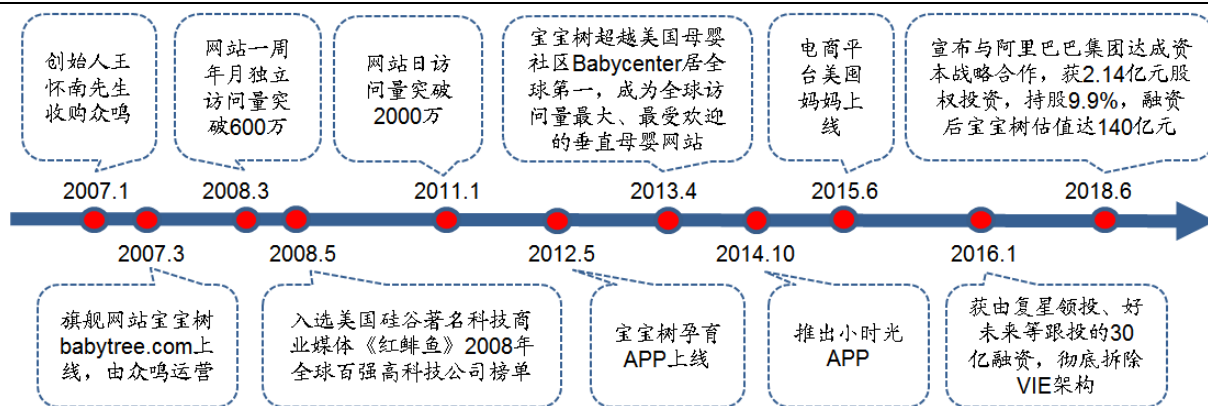 创始人王
怀南先生
收购众鸣
网站一周
年月独立
访问量突
破600万
网站日访
问量突破
2000万
宝宝树超越美国母婴
社区Babycenter居全
球第一，成为全球访
问量最大、最受欢迎
的垂直母婴网站
电商平
台美囤
妈妈上
线
宣布与阿里巴巴集团达成资
本战略合作，获2.14亿元股
权投资，持股9.9%，融资
后宝宝树估值达140亿元
2007.1
2008.3
2011.1
2013.4
2015.6
2018.6
2007.3
2008.5
2012.5
2014.10
2016.1
旗舰网站宝宝树
babytree.com上
线，由众鸣运营
入选美国硅谷著名科技商
业媒体《红鲱鱼》2008年
全球百强高科技公司榜单
宝宝树孕育
APP上线
推出小时光
APP
获由复星领投、好
未来等跟投的30
亿融资，彻底拆除
VIE架构